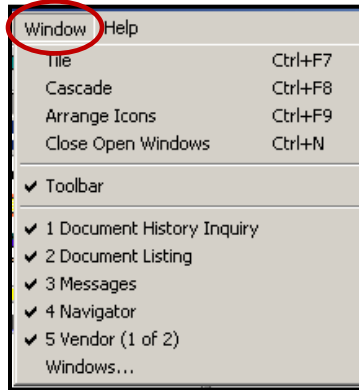 Window Help
Tile Ctrl+F7
Cascade Ctrl+F8
Arrange Icons Ctrl+F9
Close Open Windows Ctrl+N
Toolbar
1 Document History Inquiry
2 Document Listing
3 Messages
4 Navigator
5 Vendor (1 of 2)
Windows...